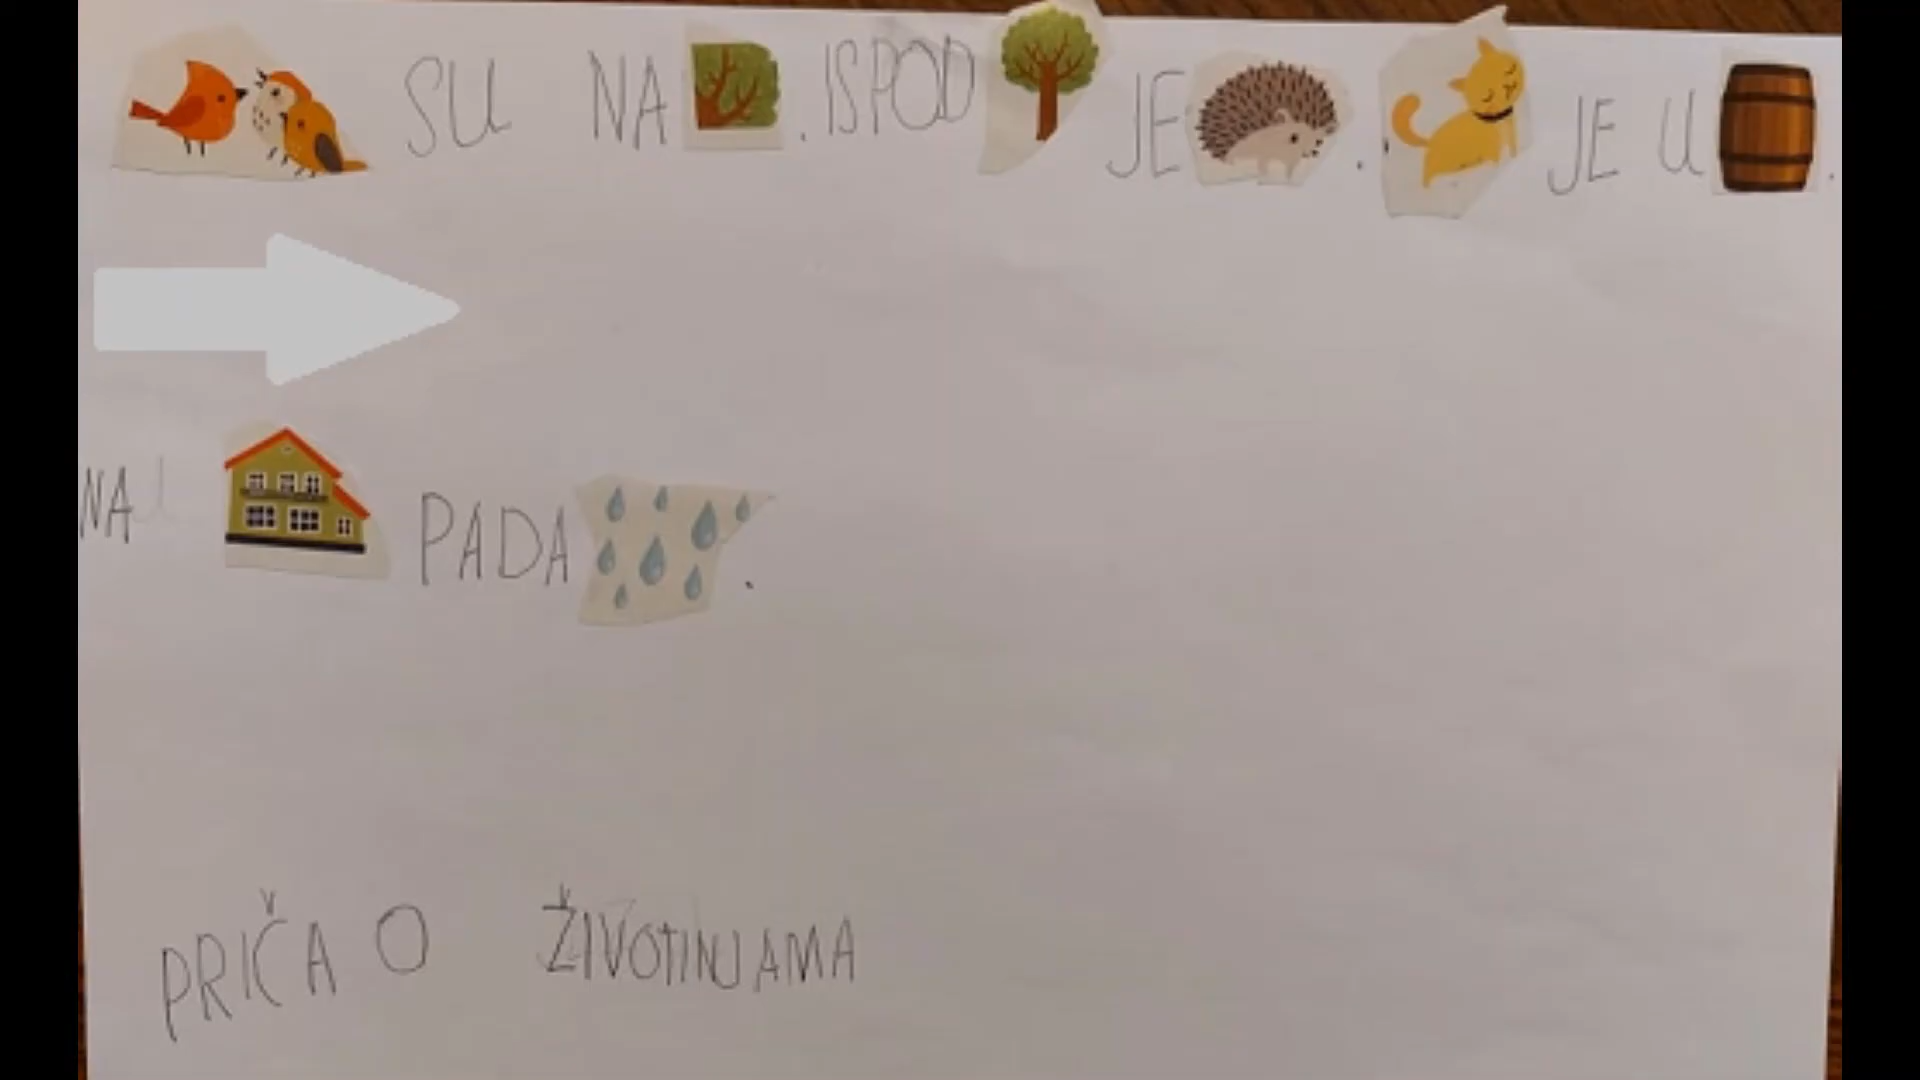 SU NA . ISPOD JE . JE U .
NA PADA .
PRIČA O ŽIVOTINJAMA